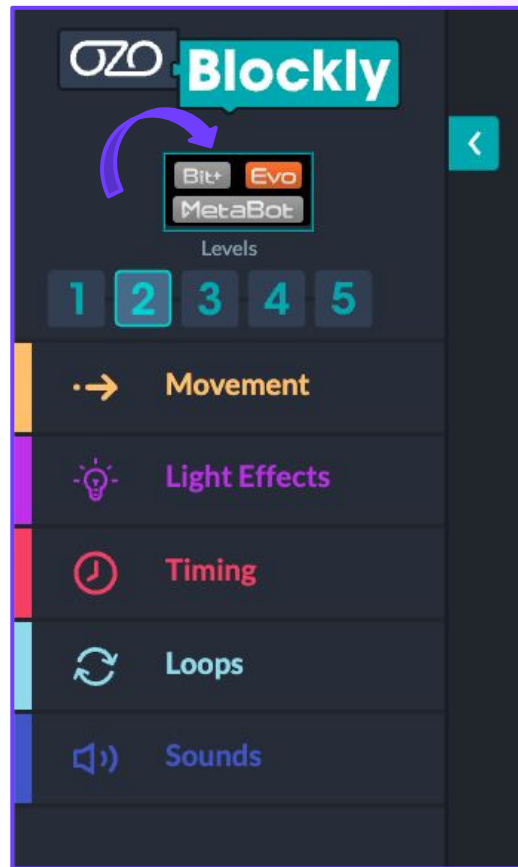 OZO Blockly
Bit+ Evo
MetaBot
Levels
1 2 3 4 5
Movement
Light Effects
Timing
Loops
Sounds